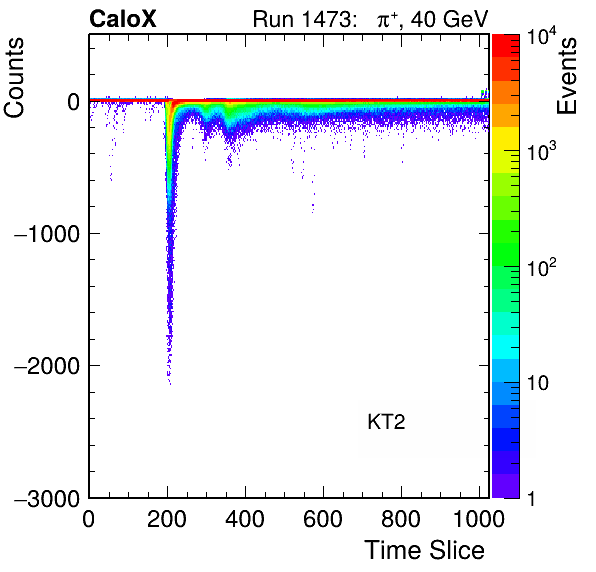 CaloX Run 1473: π⁺, 40 GeV
Counts
0
−1000
−2000
−3000
0 200 400 600 800 1000
Time Slice
KT2
Events
10⁴
10³
10²
10
1